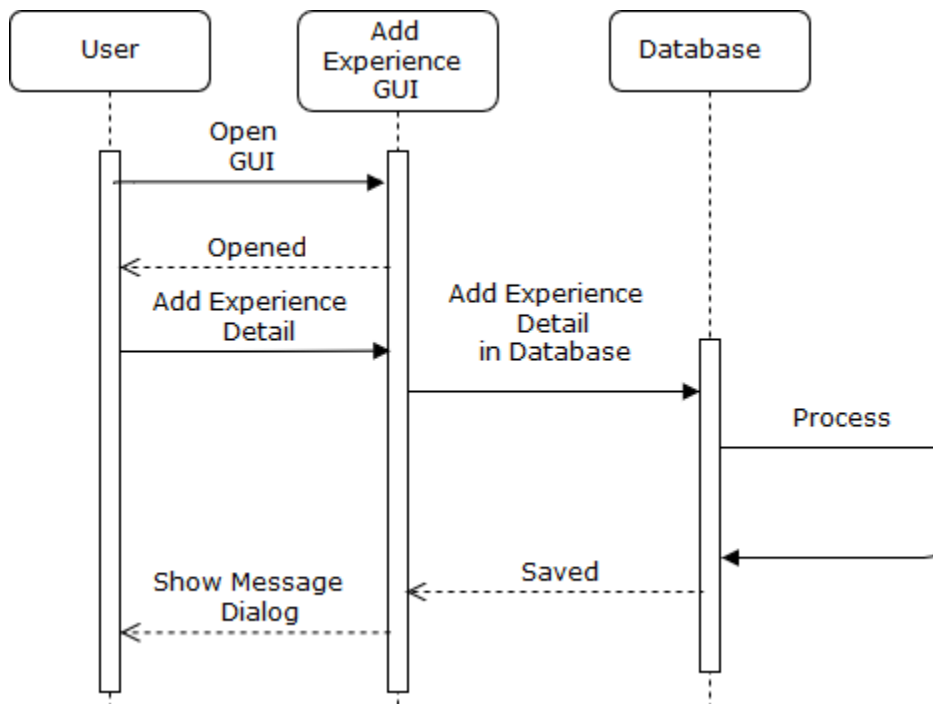 User
Add
Experience
GUI
Database
Open
GUI
Opened
Add Experience
Detail
Add Experience
Detail
in Database
Process
Saved
Show Message
Dialog